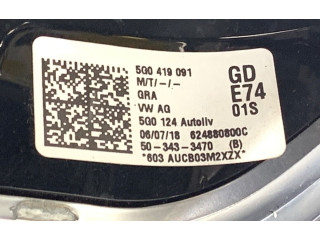 5G0 419 091
M/T/-/-
GRA
VW AG
5G0 124 Autoliv
06/07/18 624880800C
50-343-3470 (B)
*603 AUCB03M2XZX*
GD
E74
01S